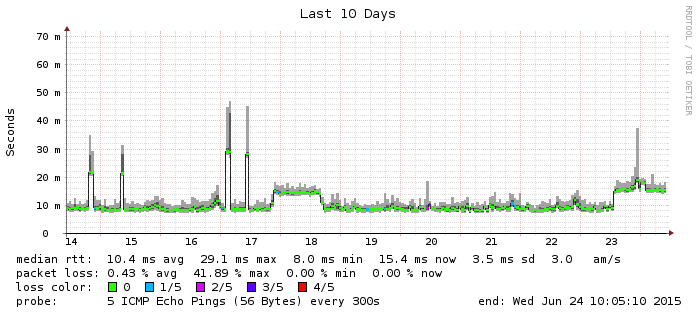 Last 10 Days
RRDTOOL / TOBI OETIKER
Seconds
70 m
60 m
50 m
40 m
30 m
20 m
10 m
0
14 15 16 17 18 19 20 21 22 23
median rtt: 10.4 ms avg 29.1 ms max 8.0 ms min 15.4 ms now 3.5 ms sd 3.0 am/s
packet loss: 0.43 % avg 41.89 % max 0.00 % min 0.00 % now
loss color: 0 1/5 2/5 3/5 4/5
probe: 5 ICMP Echo Pings (56 Bytes) every 300s end: Wed Jun 24 10:05:10 2015